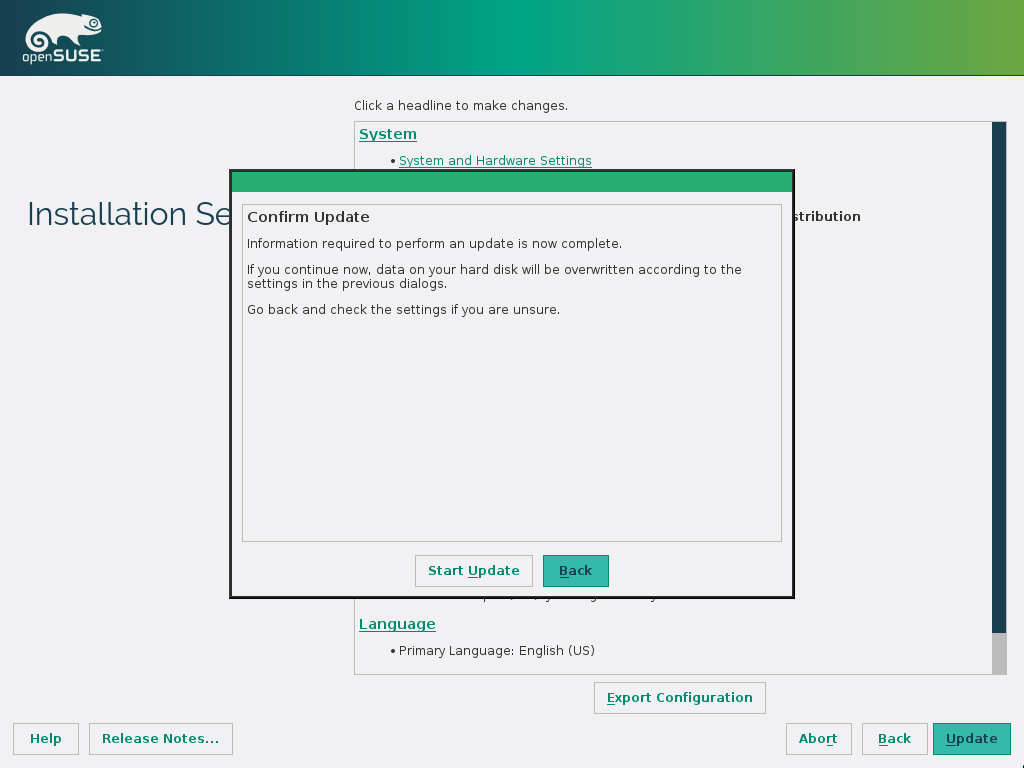 openSUSE
Click a headline to make changes.
System
• System and Hardware Settings
Installation Se
stribution
Confirm Update
Information required to perform an update is now complete.
If you continue now, data on your hard disk will be overwritten according to the
settings in the previous dialogs.
Go back and check the settings if you are unsure.
Start Update Back
Language
• Primary Language: English (US)
Export Configuration
Help Release Notes... Abort Back Update